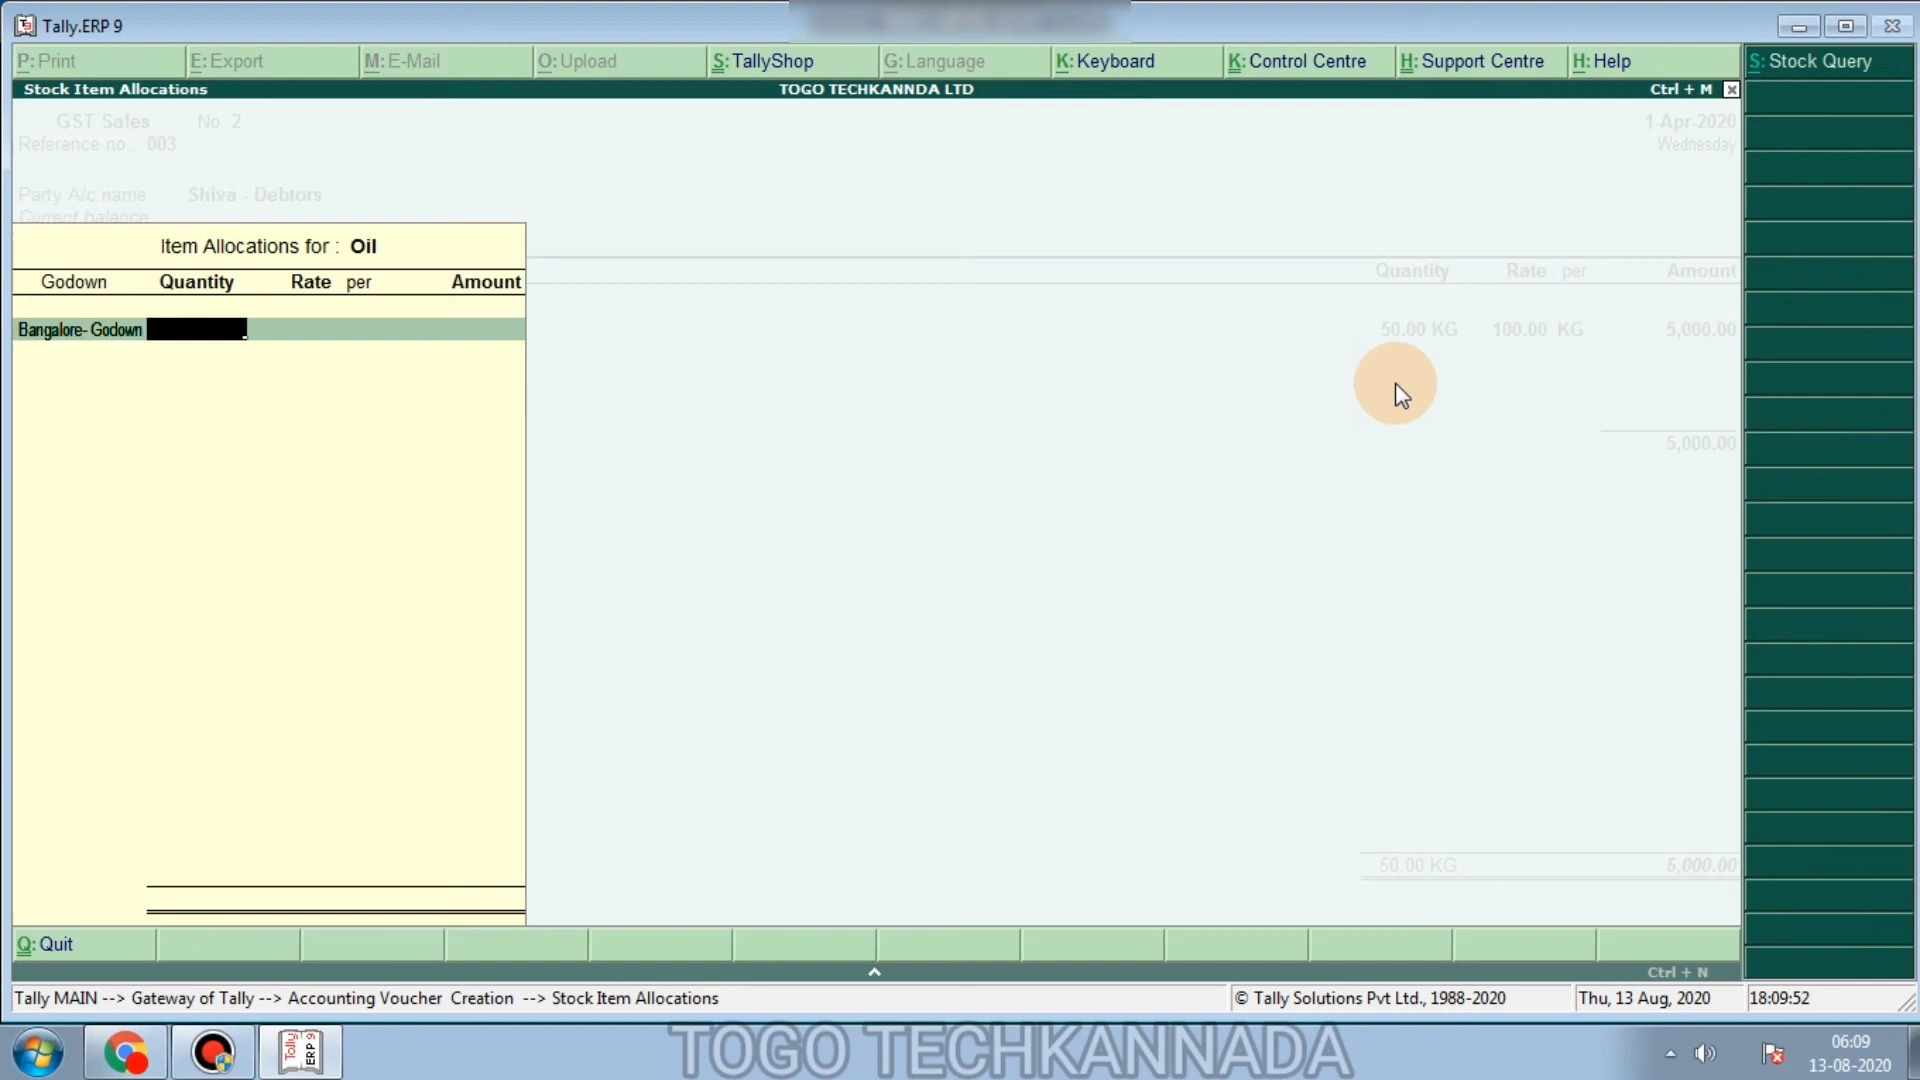 Tally.ERP 9
P: Print E: Export M: E-Mail O: Upload S: TallyShop G: Language K: Keyboard K: Control Centre H: Support Centre H: Help S: Stock Query
Stock Item Allocations TOGO TECHKANNDA LTD Ctrl + M
GST Sales No. 2 1-Apr-2020
Reference no.: 003 Wednesday
Party A/c name Shiva - Debtors
Current balance
Item Allocations for : Oil
Quantity Rate per Amount
Godown Quantity Rate per Amount
Bangalore- Godown 50.00 KG 100.00 KG 5,000.00
5,000.00
50.00 KG 5,000.00
Q: Quit
Ctrl + N
Tally MAIN --> Gateway of Tally --> Accounting Voucher Creation --> Stock Item Allocations © Tally Solutions Pvt Ltd., 1988-2020 Thu, 13 Aug, 2020 18:09:52
Tally ERP 9
TOGO TECHKANNADA
06:09
13-08-2020